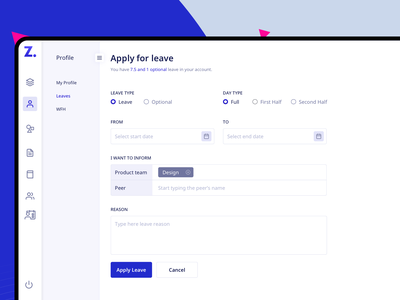 Z.
Profile
My Profile
Leaves
WFH
Apply for leave
You have 7.5 and 1 optional leave in your account.
LEAVE TYPE
DAY TYPE
Leave
Optional
Full
First Half
Second Half
FROM
TO
Select start date
Select end date
I WANT TO INFORM
Product team
Design
Peer
Start typing the peer's name
REASON
Type here leave reason
Apply Leave
Cancel